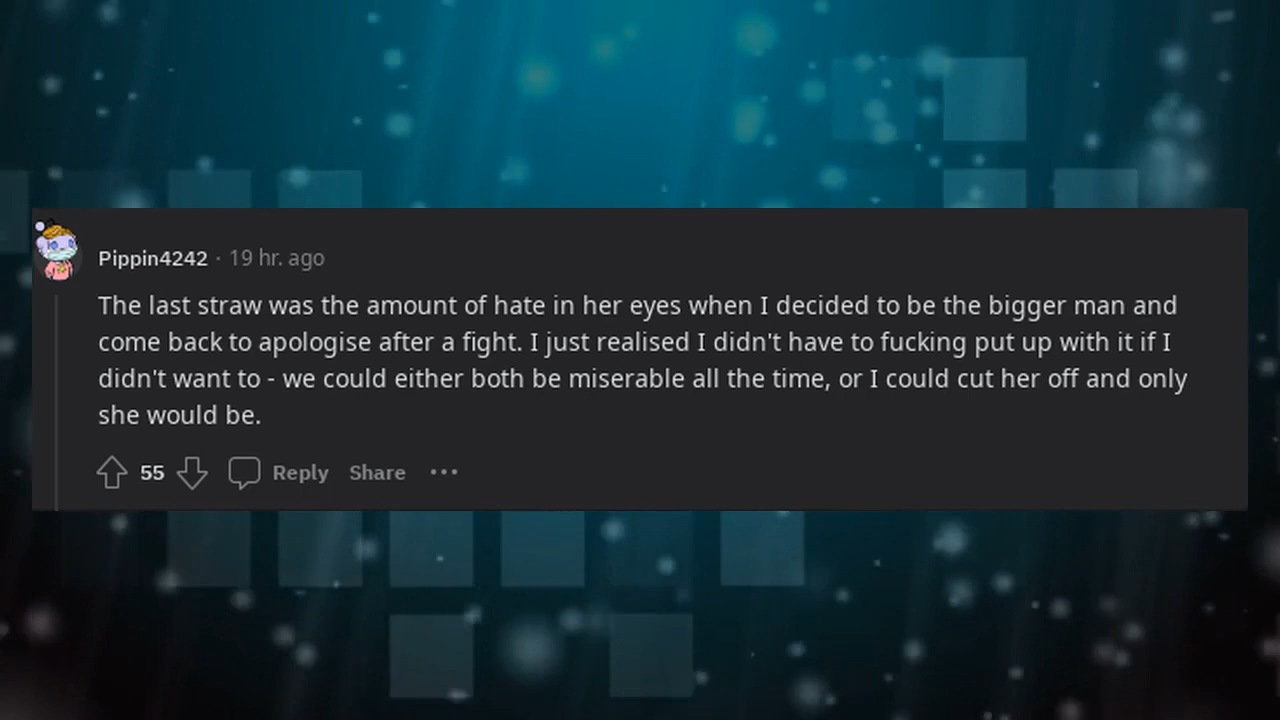 Pippin4242 · 19 hr. ago
The last straw was the amount of hate in her eyes when I decided to be the bigger man and
come back to apologise after a fight. I just realised I didn't have to fucking put up with it if I
didn't want to - we could either both be miserable all the time, or I could cut her off and only
she would be.
55 Reply Share ···